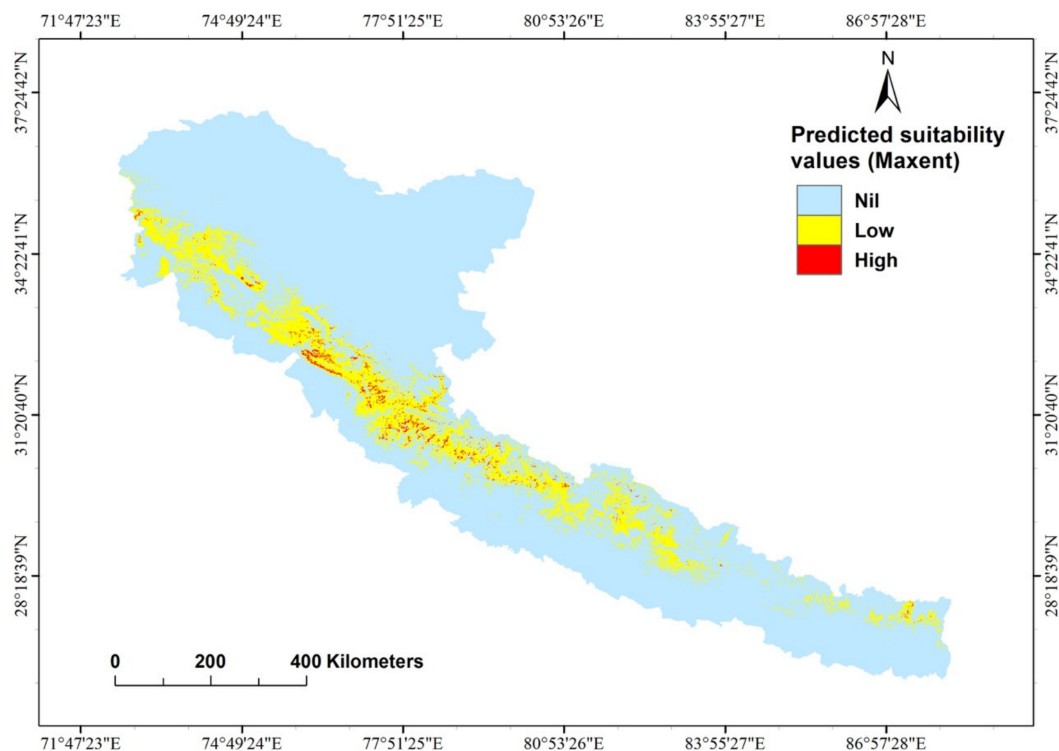 71°47'23"E 74°49'24"E 77°51'25"E 80°53'26"E 83°55'27"E 86°57'28"E
37°24'42"N
34°22'41"N
31°20'40"N
28°18'39"N
N
Predicted suitability
values (Maxent)
Nil
Low
High
37°24'42"N
34°22'41"N
31°20'40"N
28°18'39"N
0 200 400 Kilometers
71°47'23"E 74°49'24"E 77°51'25"E 80°53'26"E 83°55'27"E 86°57'28"E